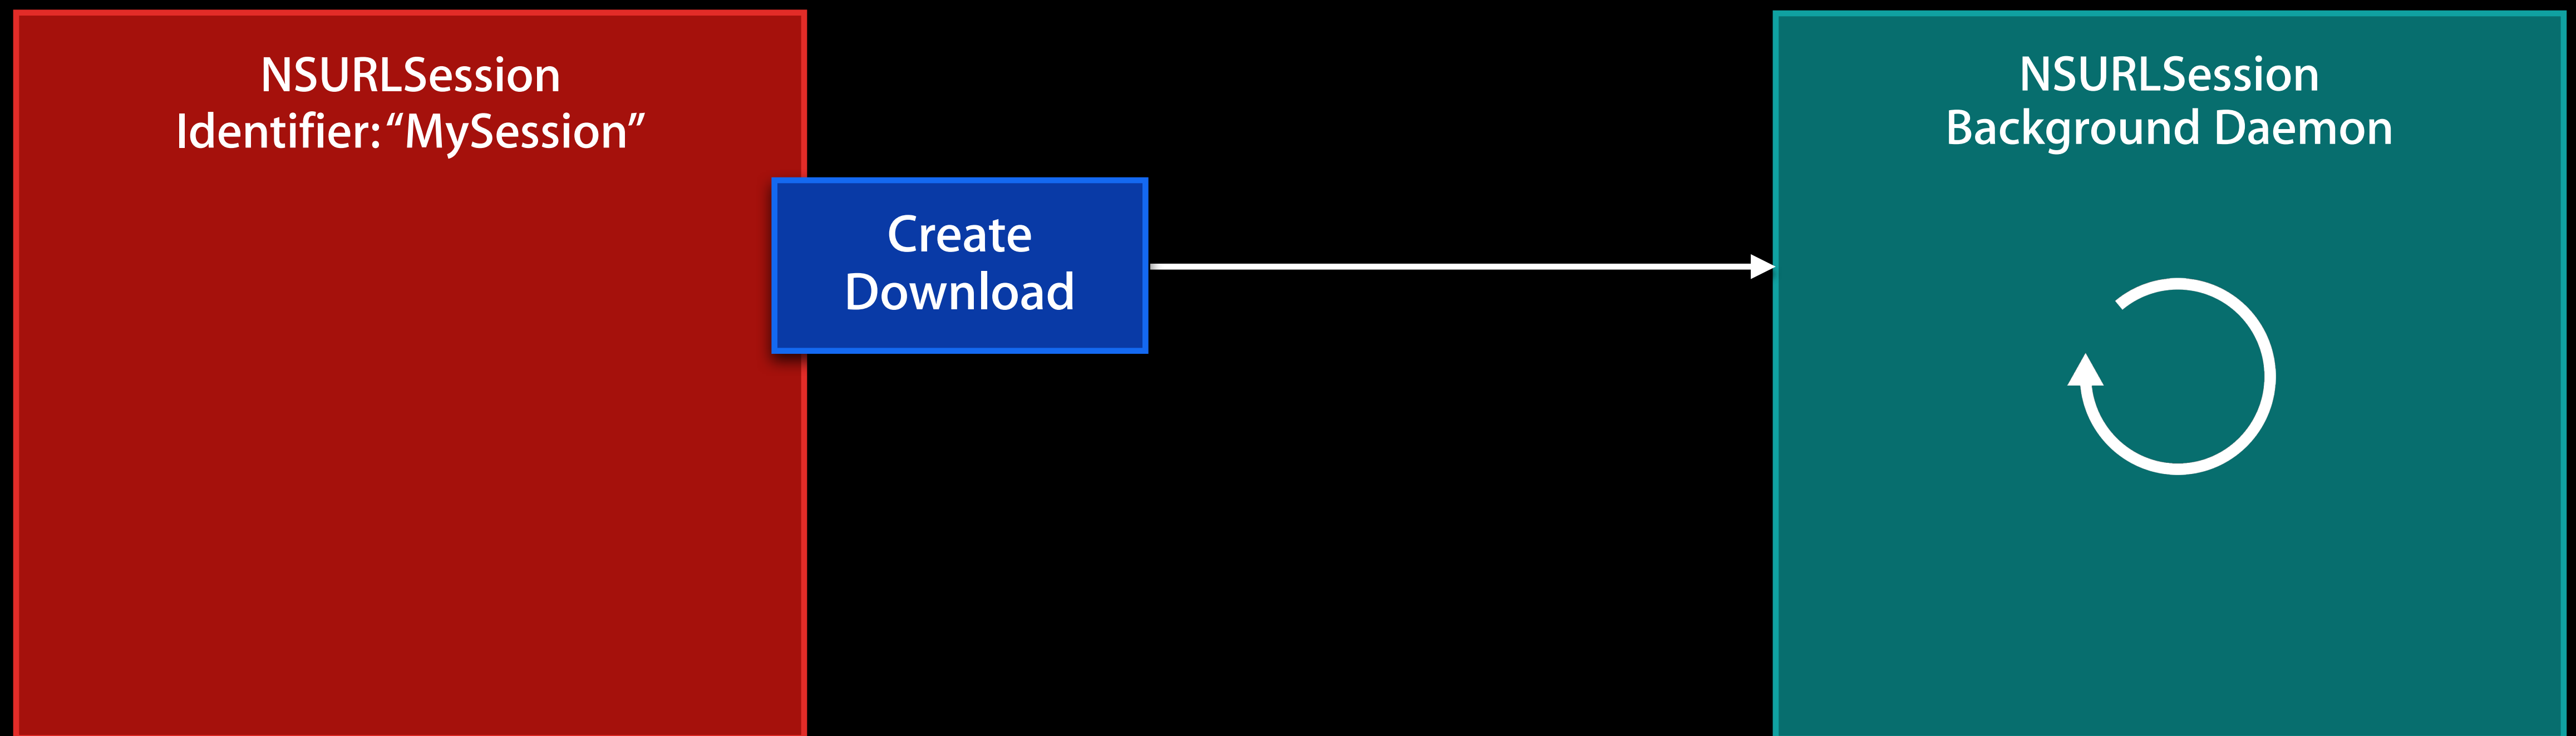 NSURLSession
Identifier: “MySession”
Create
Download
NSURLSession
Background Daemon